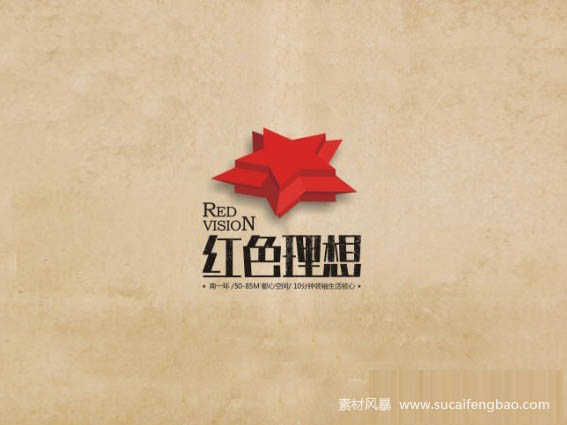 RED
VISION
红色理想
• 南一环 /50-85M² 都心空间/ 10分钟领袖生活核心 •
素材风暴 www.sucaifengbao.com